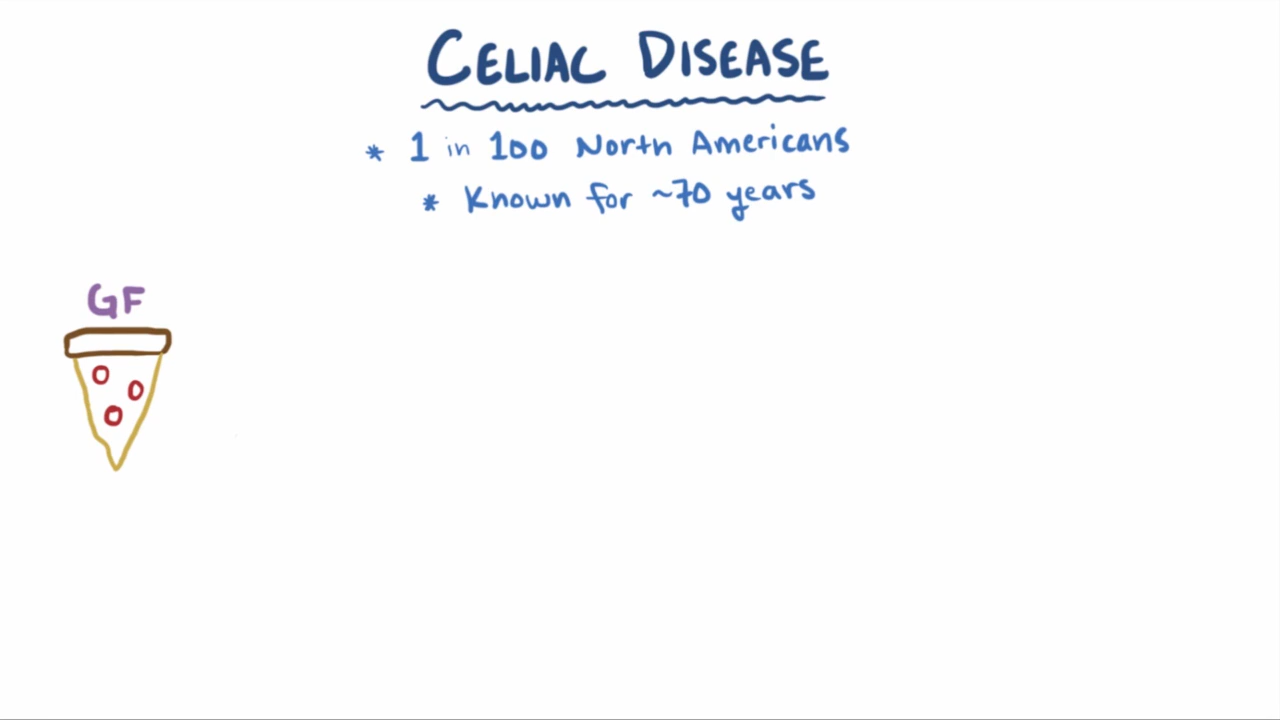 CELIAC DISEASE
* 1 in 100 North Americans
* Known for ~70 years
GF